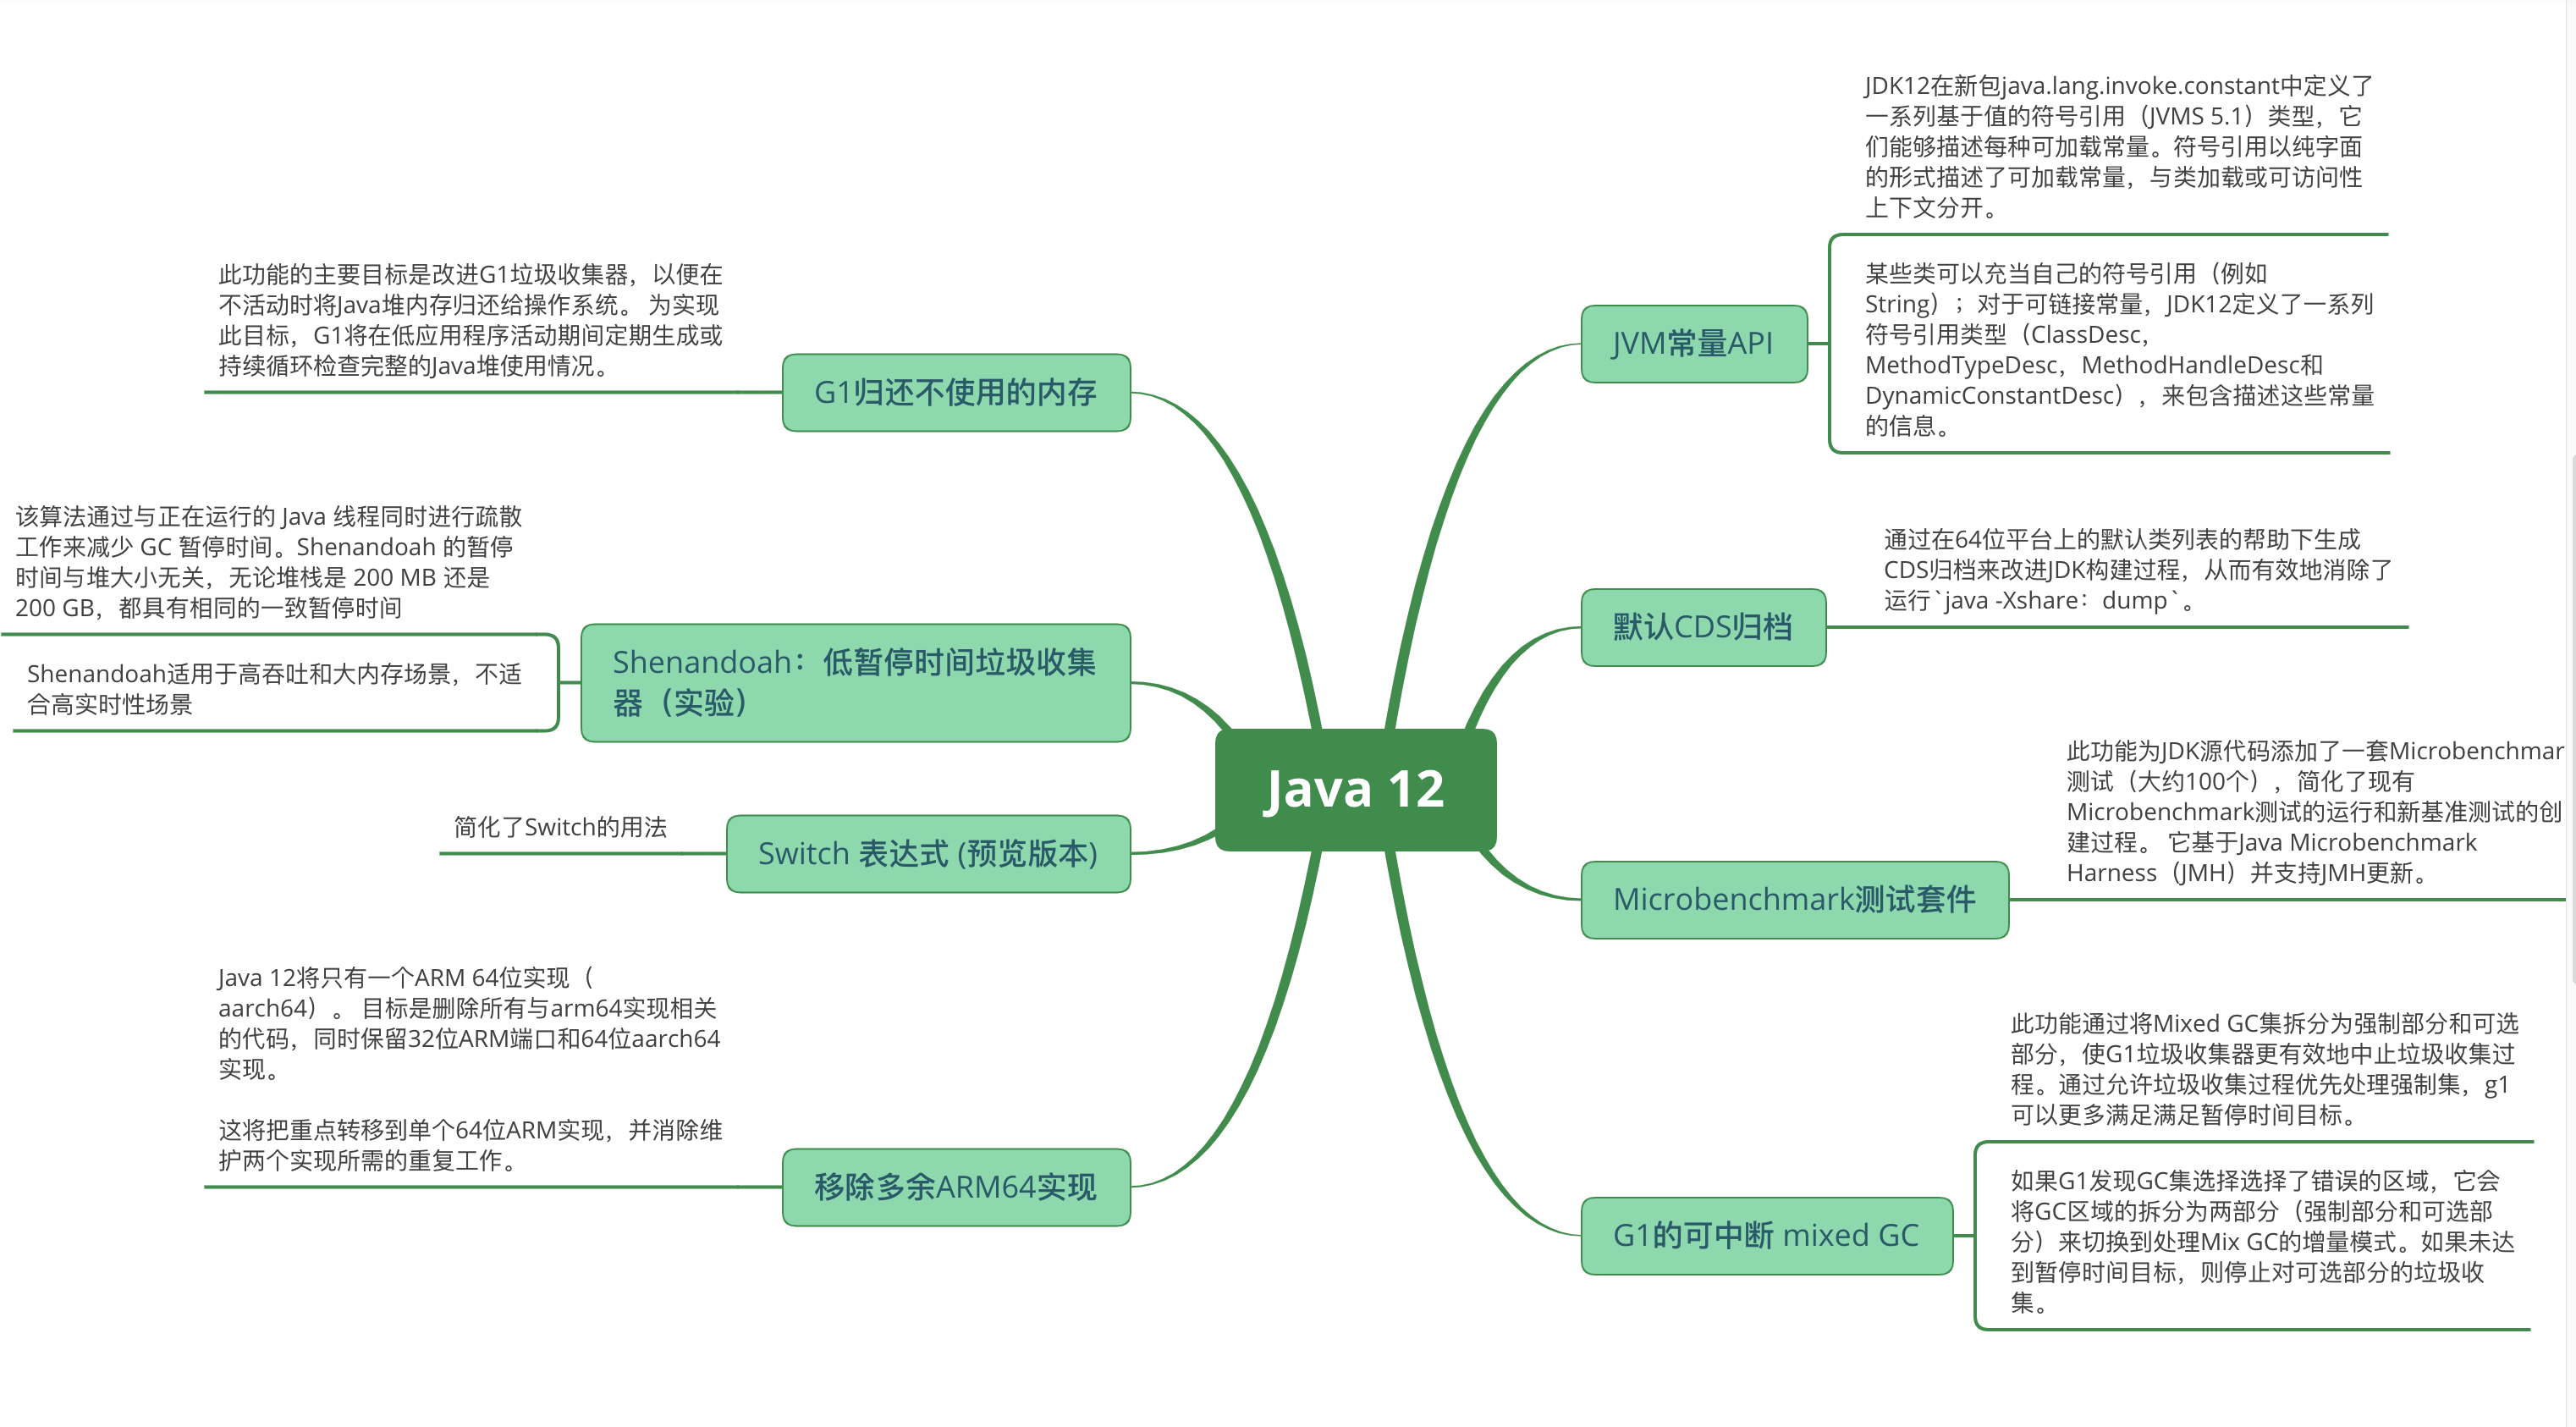 Java 12
JVM常量API
JDK12在新包java.lang.invoke.constant中定义了
一系列基于值的符号引用（JVMS 5.1）类型，它
们能够描述每种可加载常量。符号引用以纯字面
的形式描述了可加载常量，与类加载或可访问性
上下文分开。
某些类可以充当自己的符号引用（例如
String）；对于可链接常量，JDK12定义了一系列
符号引用类型（ClassDesc，
MethodTypeDesc，MethodHandleDesc和
DynamicConstantDesc），来包含描述这些常量
的信息。
默认CDS归档
通过在64位平台上的默认类列表的帮助下生成
CDS归档来改进JDK构建过程，从而有效地消除了
运行`java -Xshare：dump`。
Microbenchmark测试套件
此功能为JDK源代码添加了一套Microbenchmar
测试（大约100个），简化了现有
Microbenchmark测试的运行和新基准测试的创
建过程。 它基于Java Microbenchmark
Harness（JMH）并支持JMH更新。
G1的可中断 mixed GC
此功能通过将Mixed GC集拆分为强制部分和可选
部分，使G1垃圾收集器更有效地中止垃圾收集过
程。通过允许垃圾收集过程优先处理强制集，g1
可以更多满足满足暂停时间目标。
如果G1发现GC集选择选择了错误的区域，它会
将GC区域的拆分为两部分（强制部分和可选部
分）来切换到处理Mix GC的增量模式。如果未达
到暂停时间目标，则停止对可选部分的垃圾收
集。
G1归还不使用的内存
此功能的主要目标是改进G1垃圾收集器，以便在
不活动时将Java堆内存归还给操作系统。 为实现
此目标，G1将在低应用程序活动期间定期生成或
持续循环检查完整的Java堆使用情况。
Shenandoah：低暂停时间垃圾收集
器（实验）
该算法通过与正在运行的 Java 线程同时进行疏散
工作来减少 GC 暂停时间。Shenandoah 的暂停
时间与堆大小无关，无论堆栈是 200 MB 还是
200 GB，都具有相同的一致暂停时间
Shenandoah适用于高吞吐和大内存场景，不适
合高实时性场景
Switch 表达式 (预览版本)
简化了Switch的用法
移除多余ARM64实现
Java 12将只有一个ARM 64位实现（
aarch64）。 目标是删除所有与arm64实现相关
的代码，同时保留32位ARM端口和64位aarch64
实现。
这将把重点转移到单个64位ARM实现，并消除维
护两个实现所需的重复工作。